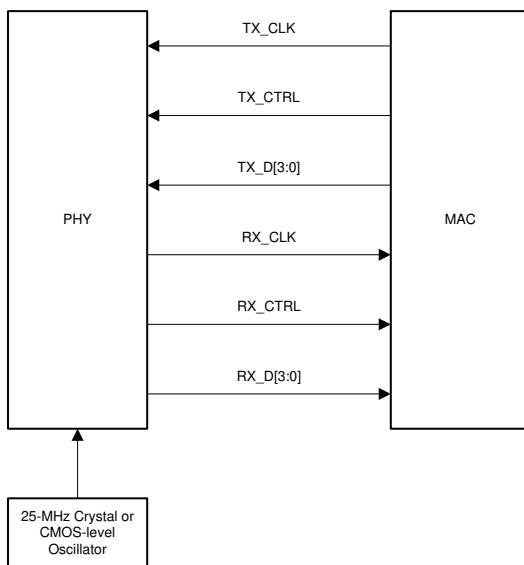 TX_CLK
TX_CTRL
TX_D[3:0]
PHY
MAC
RX_CLK
RX_CTRL
RX_D[3:0]
25-MHz Crystal or
CMOS-level
Oscillator